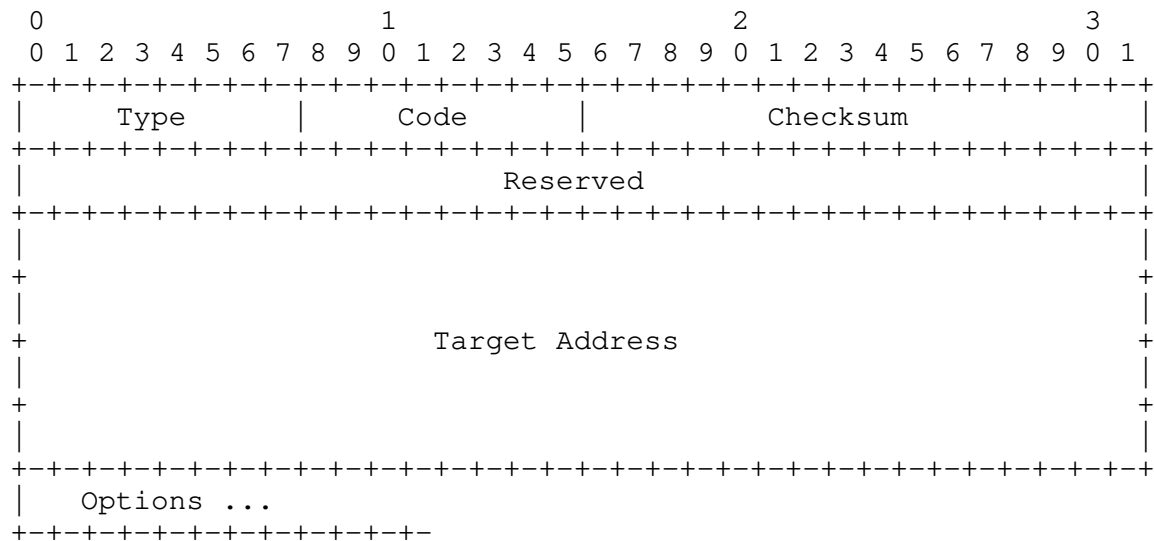 0                   1                   2                   3
 0 1 2 3 4 5 6 7 8 9 0 1 2 3 4 5 6 7 8 9 0 1 2 3 4 5 6 7 8 9 0 1
+-+-+-+-+-+-+-+-+-+-+-+-+-+-+-+-+-+-+-+-+-+-+-+-+-+-+-+-+-+-+-+-+
|     Type      |     Code      |          Checksum             |
+-+-+-+-+-+-+-+-+-+-+-+-+-+-+-+-+-+-+-+-+-+-+-+-+-+-+-+-+-+-+-+-+
|                           Reserved                            |
+-+-+-+-+-+-+-+-+-+-+-+-+-+-+-+-+-+-+-+-+-+-+-+-+-+-+-+-+-+-+-+-+
|                                                               |
+                                                               +
|                                                               |
+                       Target Address                          +
|                                                               |
+                                                               +
|                                                               |
+-+-+-+-+-+-+-+-+-+-+-+-+-+-+-+-+-+-+-+-+-+-+-+-+-+-+-+-+-+-+-+-+
|   Options ...
+-+-+-+-+-+-+-+-+-+-+-+-